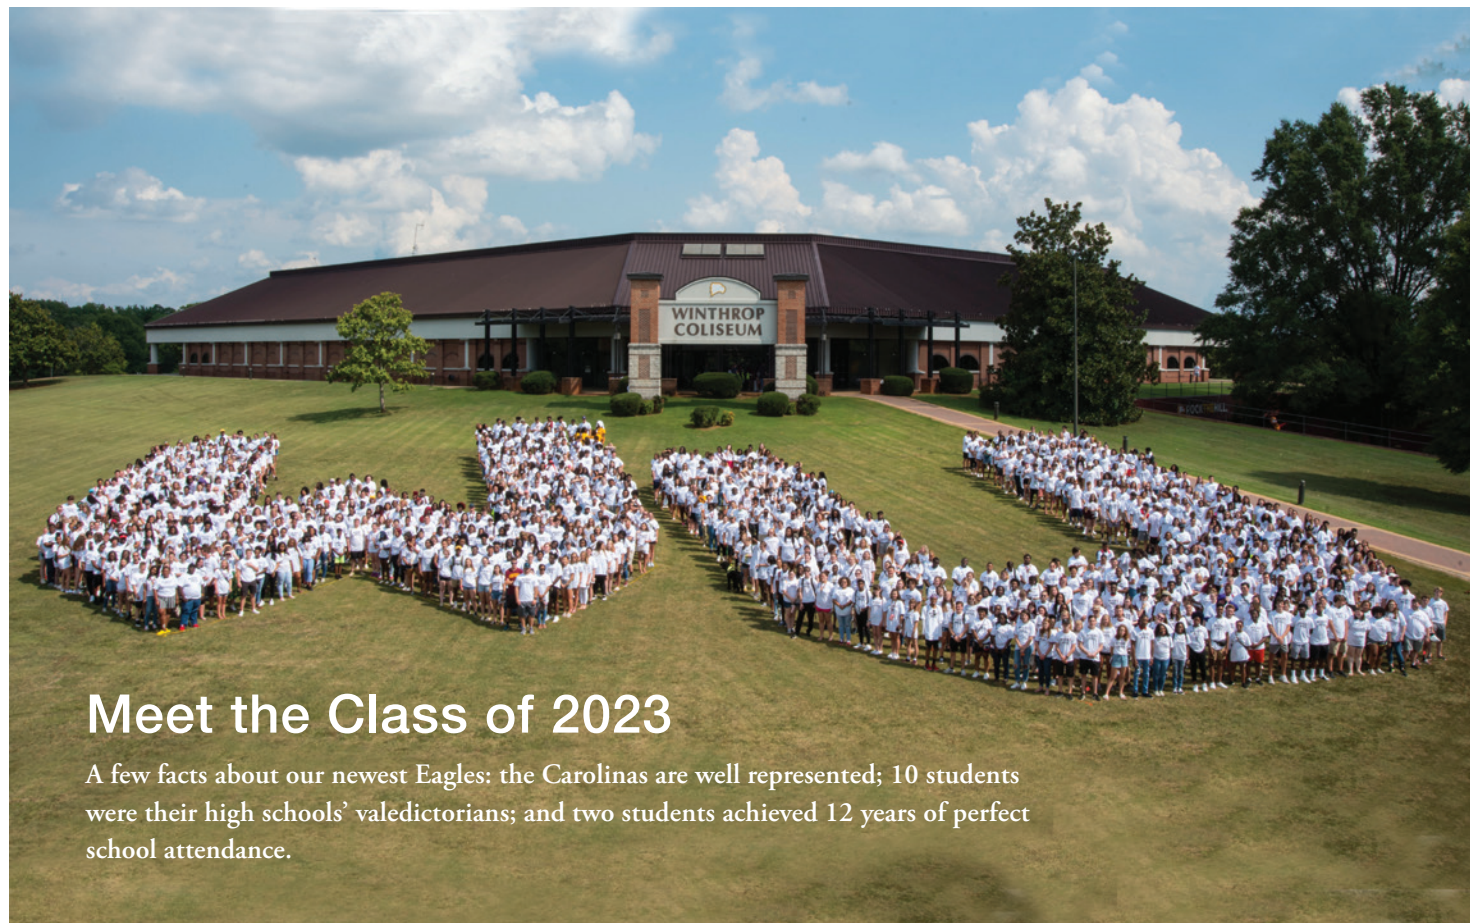 WINTHROP
COLISEUM
Meet the Class of 2023
A few facts about our newest Eagles: the Carolinas are well represented; 10 students
were their high schools’ valedictorians; and two students achieved 12 years of perfect
school attendance.